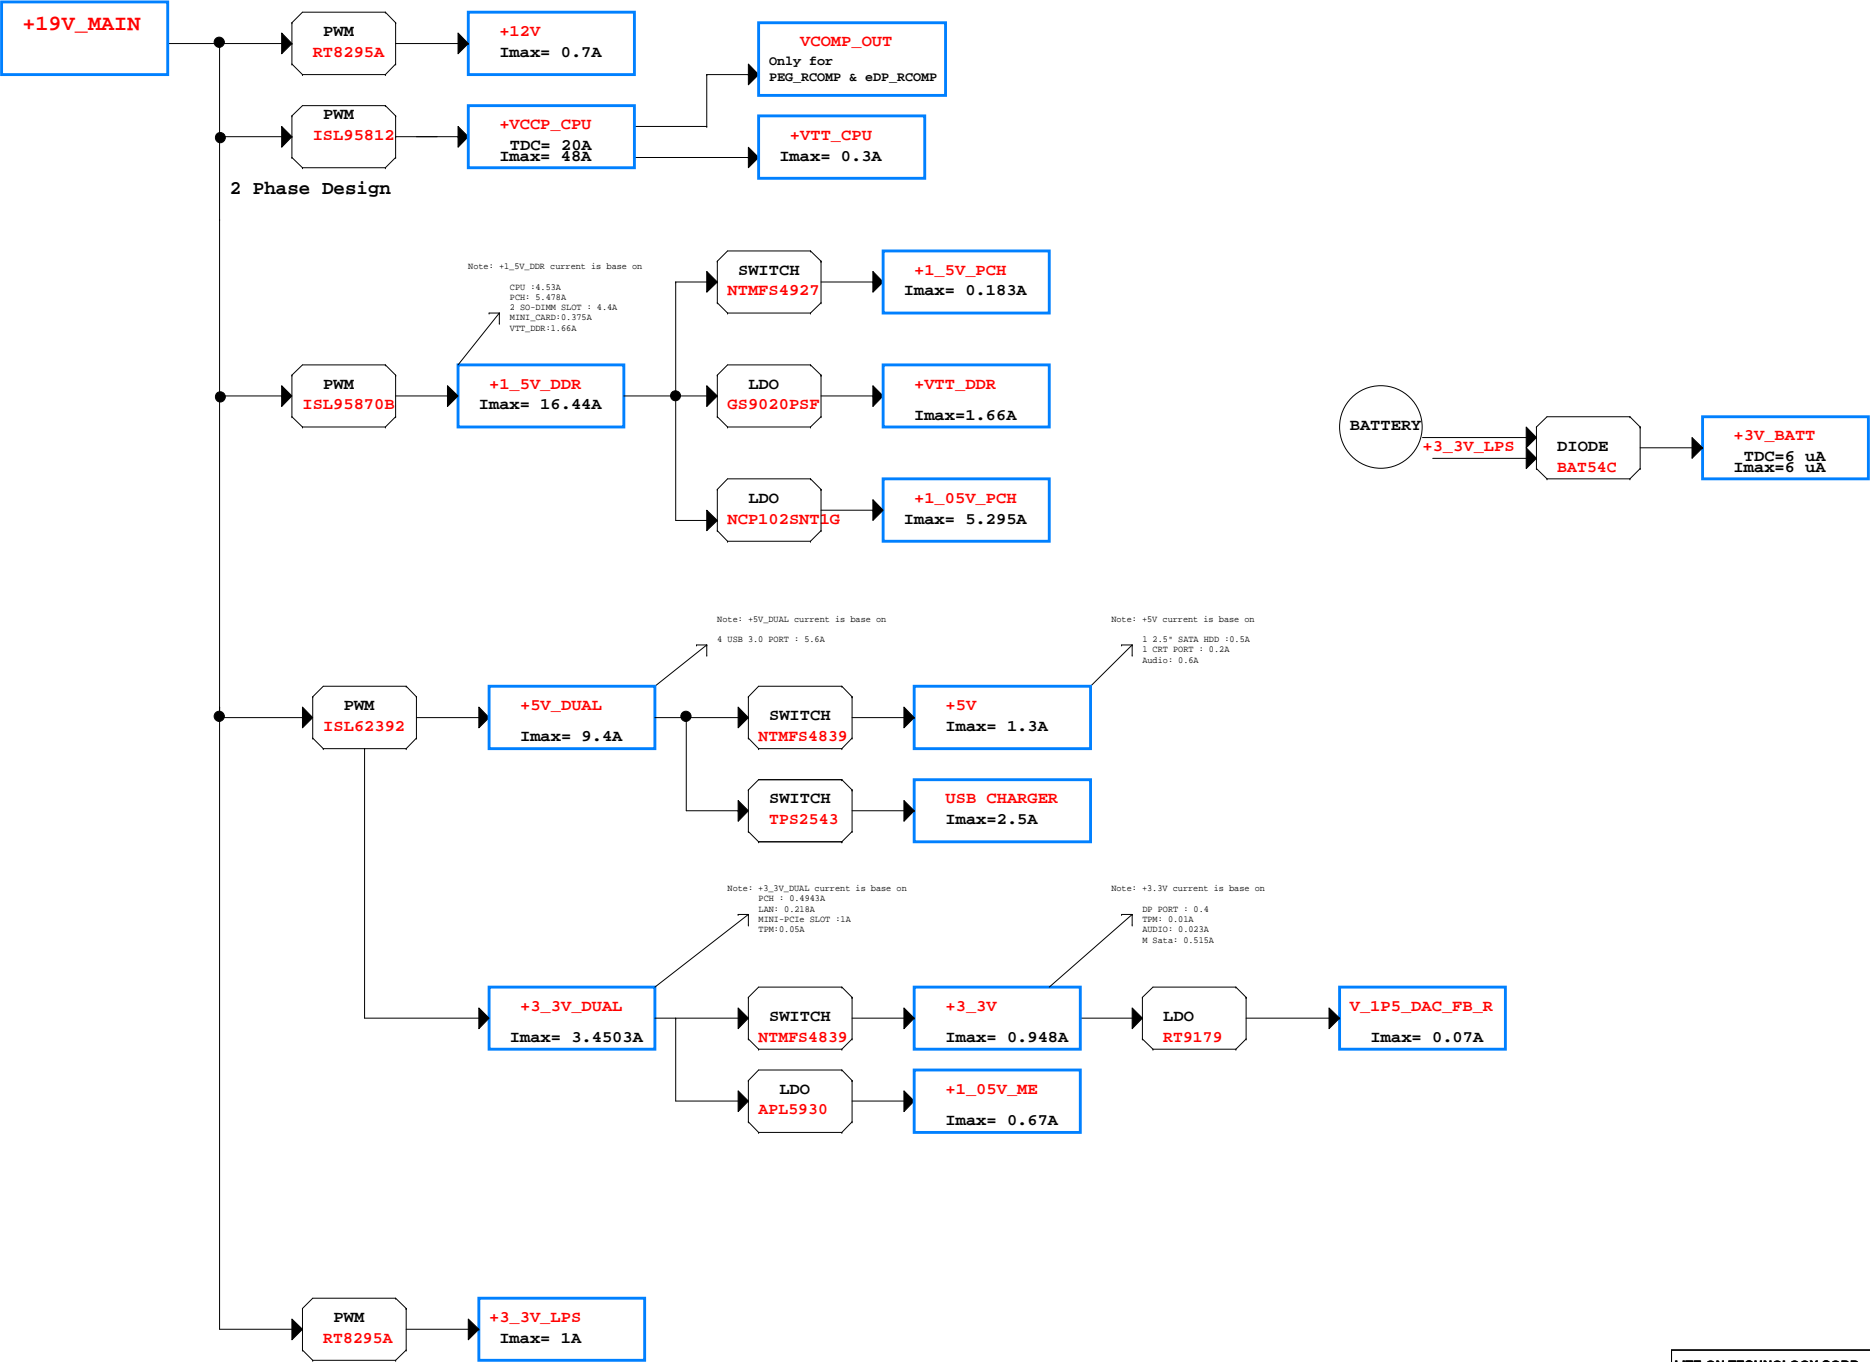 +19V_MAIN
PWM
RT8295A
+12V
Imax= 0.7A
VCOMP_OUT
Only for
PEG_RCOMP & eDP_RCOMP
PWM
ISL95812
+VCCP_CPU
TDC= 20A
Imax= 48A
+VTT_CPU
Imax= 0.3A
2 Phase Design
Note: +1_5V_DDR current is base on
CPU :4.53A
PCH: 5.478A
2 SO-DIMM SLOT : 4.4A
MINI_CARD:0.375A
VTT_DDR:1.66A
SWITCH
NTMFS4927
+1_5V_PCH
Imax= 0.183A
PWM
ISL95870B
+1_5V_DDR
Imax= 16.44A
LDO
GS9020PSF
+VTT_DDR
Imax=1.66A
BATTERY
+3_3V_LPS
DIODE
BAT54C
+3V_BATT
TDC=6 uA
Imax=6 uA
LDO
NCP102SNT1G
+1_05V_PCH
Imax= 5.295A
Note: +5V_DUAL current is base on
4 USB 3.0 PORT : 5.6A
Note: +5V current is base on
1 2.5" SATA HDD :0.5A
1 CRT PORT : 0.2A
Audio: 0.6A
PWM
ISL62392
+5V_DUAL
Imax= 9.4A
SWITCH
NTMFS4839
+5V
Imax= 1.3A
SWITCH
TPS2543
USB CHARGER
Imax=2.5A
Note: +3_3V_DUAL current is base on
PCH : 0.4943A
LAN: 0.218A
MINI-PCIe SLOT :1A
TPM:0.05A
Note: +3.3V current is base on
DP PORT : 0.4
TPM: 0.01A
AUDIO: 0.023A
M Sata: 0.515A
+3_3V_DUAL
Imax= 3.4503A
SWITCH
NTMFS4839
+3_3V
Imax= 0.948A
LDO
RT9179
V_1P5_DAC_FB_R
Imax= 0.07A
LDO
APL5930
+1_05V_ME
Imax= 0.67A
PWM
RT8295A
+3_3V_LPS
Imax= 1A